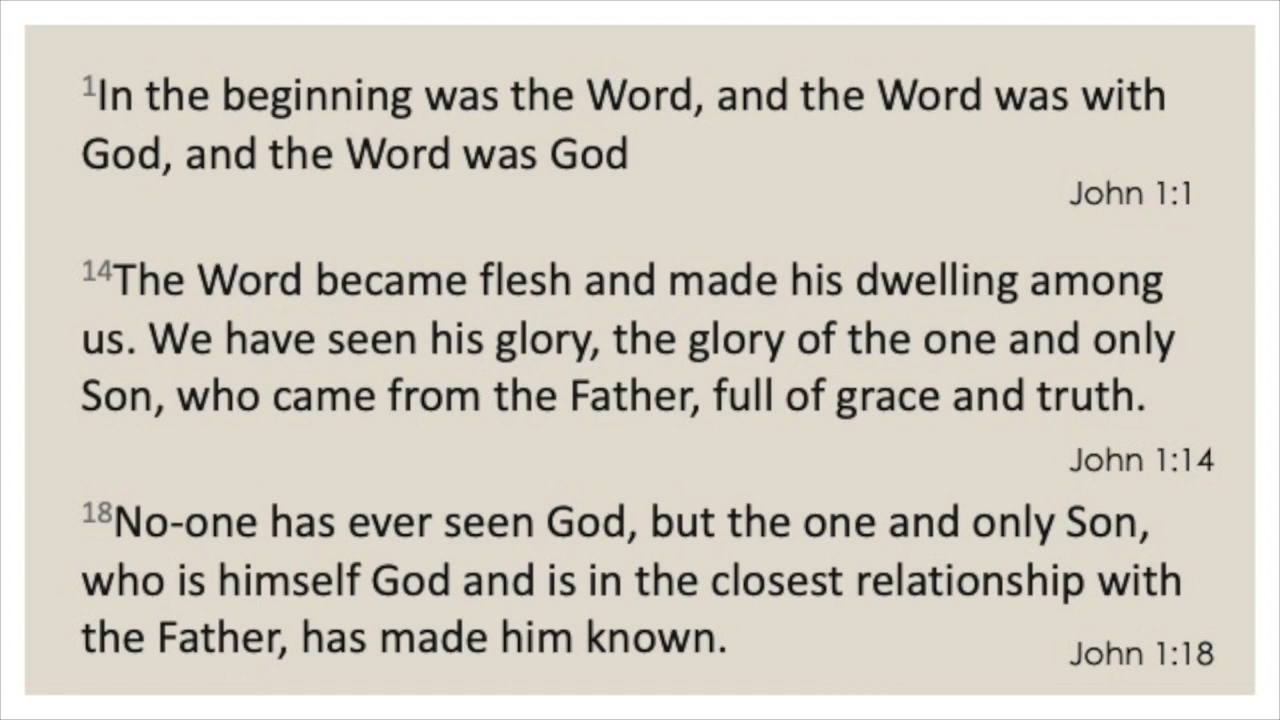 1In the beginning was the Word, and the Word was with
God, and the Word was God
John 1:1
14The Word became flesh and made his dwelling among
us. We have seen his glory, the glory of the one and only
Son, who came from the Father, full of grace and truth.
John 1:14
18No-one has ever seen God, but the one and only Son,
who is himself God and is in the closest relationship with
the Father, has made him known.
John 1:18